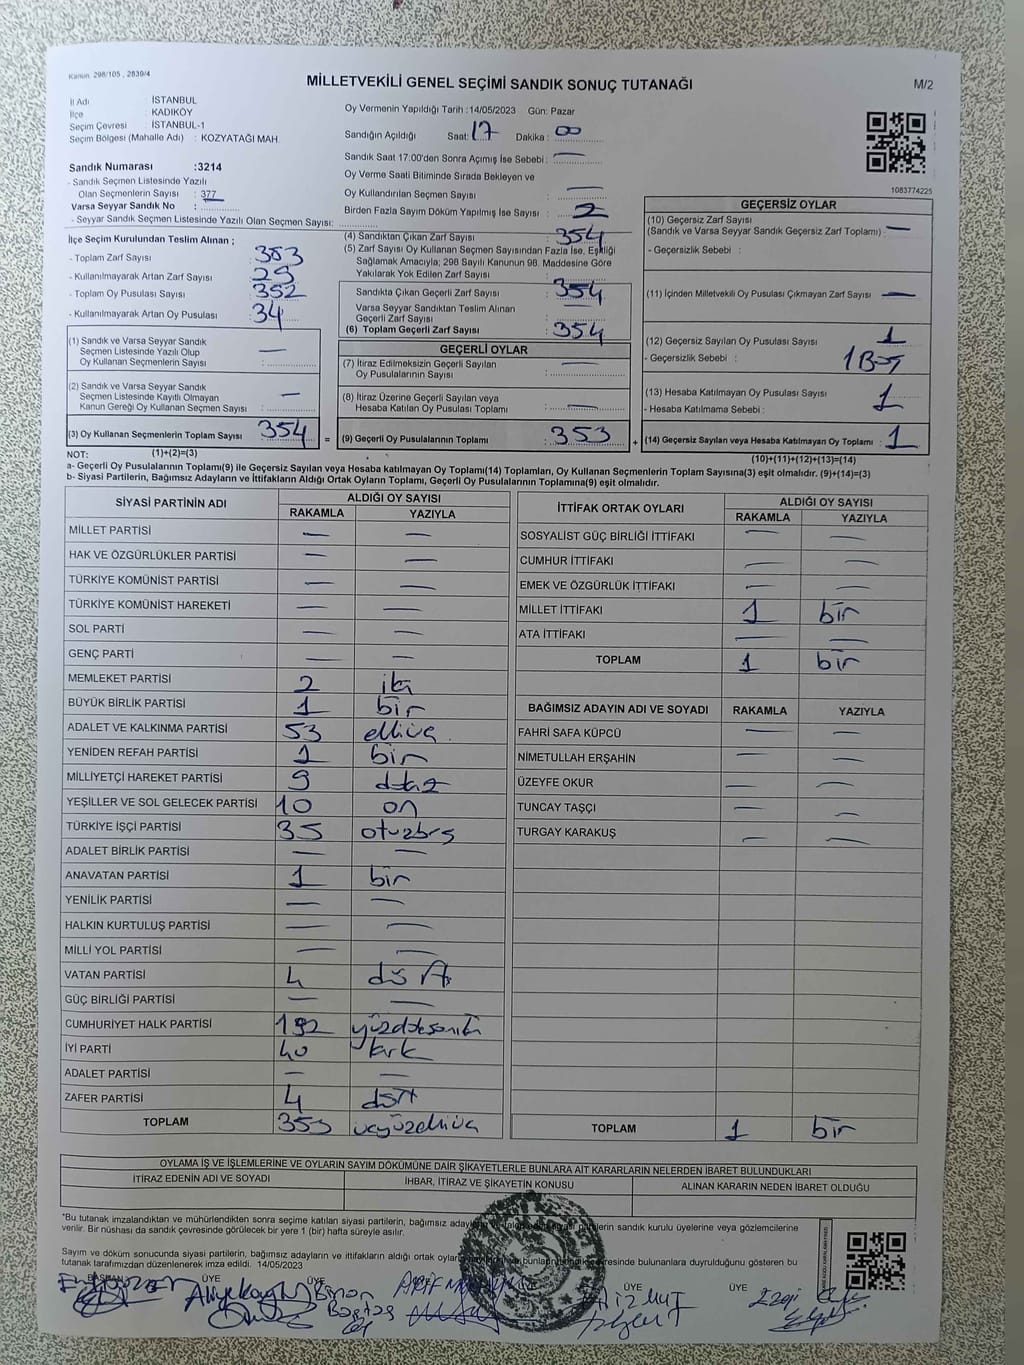 Kanun. 298/105 , 2839/4
MİLLETVEKİLİ GENEL SEÇİMİ SANDIK SONUÇ TUTANAĞI
M/2
İl Adı İSTANBUL
İlçe KADIKÖY
Seçim Çevresi : İSTANBUL-1
Seçim Bölgesi (Mahalle Adı) : KOZYATAĞI MAH.
Sandık Numarası :3214
- Sandık Seçmen Listesinde Yazılı
Olan Seçmenlerin Sayısı : 377
Varsa Seyyar Sandık No :
- Seyyar Sandık Seçmen Listesinde Yazılı Olan Seçmen Sayısı:
Oy Vermenin Yapıldığı Tarih :14/05/2023 Gün: Pazar
Sandığın Açıldığı Saat: 17 Dakika : 00
Sandık Saat 17:00'den Sonra Açımış İse Sebebi : —
Oy Verme Saati Bitiminde Sırada Bekleyen ve
Oy Kullandırılan Seçmen Sayısı : —
Birden Fazla Sayım Döküm Yapılmış İse Sayısı : 2
1083774225
İlçe Seçim Kurulundan Teslim Alınan ;
- Toplam Zarf Sayısı : 383
- Kullanılmayarak Artan Zarf Sayısı : 29
- Toplam Oy Pusulası Sayısı : 352
- Kullanılmayarak Artan Oy Pusulası : 34
(4) Sandıktan Çıkan Zarf Sayısı : 354
(5) Zarf Sayısı Oy Kullanan Seçmen Sayısından Fazla İse, Eşitliği
Sağlamak Amacıyla; 298 Sayılı Kanunun 98. Maddesine Göre
Yakılarak Yok Edilen Zarf Sayısı :
Sandıkta Çıkan Geçerli Zarf Sayısı : 354
Varsa Seyyar Sandıktan Teslim Alınan
Geçerli Zarf Sayısı : —
(6) Toplam Geçerli Zarf Sayısı : 354
GEÇERSİZ OYLAR
(10) Geçersiz Zarf Sayısı
(Sandık ve Varsa Seyyar Sandık Geçersiz Zarf Toplamı) : —
- Geçersizlik Sebebi :
(11) İçinden Milletvekili Oy Pusulası Çıkmayan Zarf Sayısı : —
(12) Geçersiz Sayılan Oy Pusulası Sayısı : 1
- Geçersizlik Sebebi :
(13) Hesaba Katılmayan Oy Pusulası Sayısı : 1
- Hesaba Katılmama Sebebi :
(14) Geçersiz Sayılan veya Hesaba Katılmayan Oy Toplamı : 1
(10)+(11)+(12)+(13)=(14)
(1) Sandık ve Varsa Seyyar Sandık
Seçmen Listesinde Yazılı Olup
Oy Kullanan Seçmenlerin Sayısı : —
(2) Sandık ve Varsa Seyyar Sandık
Seçmen Listesinde Kayıtlı Olmayan
Kanun Gereği Oy Kullanan Seçmen Sayısı : —
(3) Oy Kullanan Seçmenlerin Toplam Sayısı : 354 =
(1)+(2)=(3)
GEÇERLİ OYLAR
(7) İtiraz Edilmeksizin Geçerli Sayılan
Oy Pusulalarının Sayısı : —
(8) İtiraz Üzerine Geçerli Sayılan veya
Hesaba Katılan Oy Pusulası Toplamı : —
(9) Geçerli Oy Pusulalarının Toplamı : 353 +
NOT:
a- Geçerli Oy Pusulalarının Toplamı(9) ile Geçersiz Sayılan veya Hesaba katılmayan Oy Toplamı(14) Toplamları, Oy Kullanan Seçmenlerin Toplam Sayısına(3) eşit olmalıdır. (9)+(14)=(3)
b- Siyasi Partilerin, Bağımsız Adayların ve İttifakların Aldığı Ortak Oyların Toplamı, Geçerli Oy Pusulalarının Toplamına(9) eşit olmalıdır.
SİYASİ PARTİNİN ADI ALDIĞI OY SAYISI
RAKAMLA YAZIYLA
MİLLET PARTİSİ — —
HAK VE ÖZGÜRLÜKLER PARTİSİ — —
TÜRKİYE KOMÜNİST PARTİSİ — —
TÜRKİYE KOMÜNİST HAREKETİ — —
SOL PARTİ — —
GENÇ PARTİ — —
MEMLEKET PARTİSİ 2 iki
BÜYÜK BİRLİK PARTİSİ 1 bir
ADALET VE KALKINMA PARTİSİ 53 elliüç
YENİDEN REFAH PARTİSİ 1 bir
MİLLİYETÇİ HAREKET PARTİSİ 9 dokuz
YEŞİLLER VE SOL GELECEK PARTİSİ 10 on
TÜRKİYE İŞÇİ PARTİSİ 35 otuzbeş
ADALET BİRLİK PARTİSİ — —
ANAVATAN PARTİSİ 1 bir
YENİLİK PARTİSİ — —
HALKIN KURTULUŞ PARTİSİ — —
MİLLİ YOL PARTİSİ — —
VATAN PARTİSİ 4 dört
GÜÇ BİRLİĞİ PARTİSİ — —
CUMHURİYET HALK PARTİSİ 192 yüzdoksaniki
İYİ PARTİ 40 kırk
ADALET PARTİSİ — —
ZAFER PARTİSİ 4 dört
TOPLAM 353 üçyüzelliüç
İTTİFAK ORTAK OYLARI ALDIĞI OY SAYISI
RAKAMLA YAZIYLA
SOSYALİST GÜÇ BİRLİĞİ İTTİFAKI — —
CUMHUR İTTİFAKI — —
EMEK VE ÖZGÜRLÜK İTTİFAKI — —
MİLLET İTTİFAKI 1 bir
ATA İTTİFAKI — —
TOPLAM 1 bir
BAĞIMSIZ ADAYIN ADI VE SOYADI RAKAMLA YAZIYLA
FAHRİ SAFA KÜPCÜ — —
NİMETULLAH ERŞAHİN — —
ÜZEYFE OKUR — —
TUNCAY TAŞÇI — —
TURGAY KARAKUŞ — —
TOPLAM 1 bir
OYLAMA İŞ VE İŞLEMLERİNE VE OYLARIN SAYIM DÖKÜMÜNE DAİR ŞİKAYETLERLE BUNLARA AİT KARARLARIN NELERDEN İBARET BULUNDUKLARI
İTİRAZ EDENİN ADI VE SOYADI İHBAR, İTİRAZ VE ŞİKAYETİN KONUSU ALINAN KARARIN NEDEN İBARET OLDUĞU
*Bu tutanak imzalandıktan ve mühürlendikten sonra seçime katılan siyasi partilerin, bağımsız adayların sandık kurulu üyelerine veya gözlemcilerine
verilir. Bir nüshası da sandık çevresinde görülecek bir yere 1 (bir) hafta süreyle asılır.
Sayım ve döküm sonucunda siyasi partilerin, bağımsız adayların ve ittifakların aldığı ortak bunların çevresinde bulunanlara duyrulduğunu gösteren bu
tutanak tarafımızdan düzenlenerek imza edildi. 14/05/2023
BAŞKAN ÜYE ÜYE ÜYE ÜYE